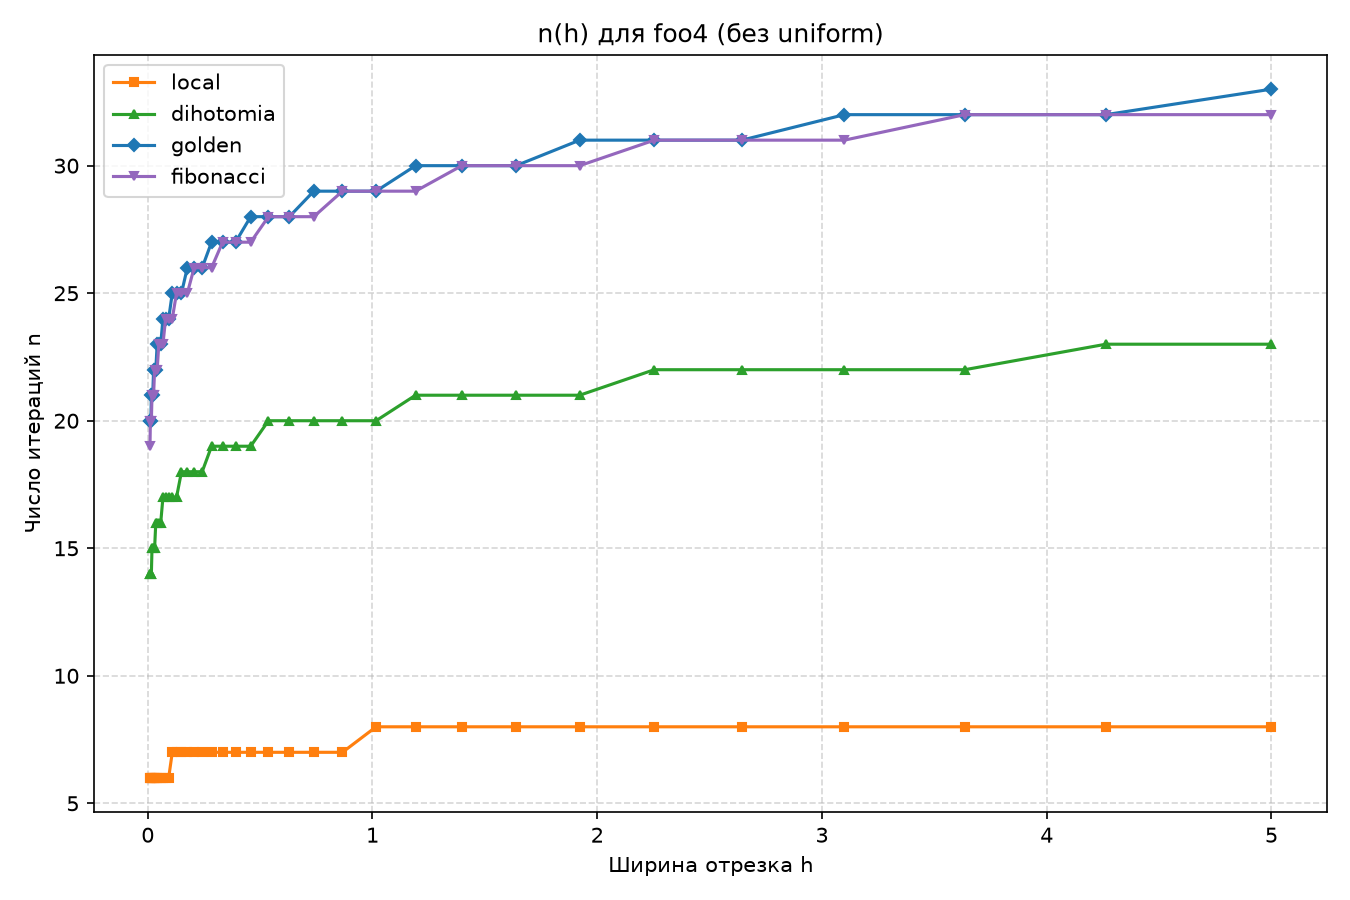 n(h) для foo4 (без uniform)
local
dihotomia
golden
fibonacci
Число итераций n
30
25
20
15
10
5
0 1 2 3 4 5
Ширина отрезка h